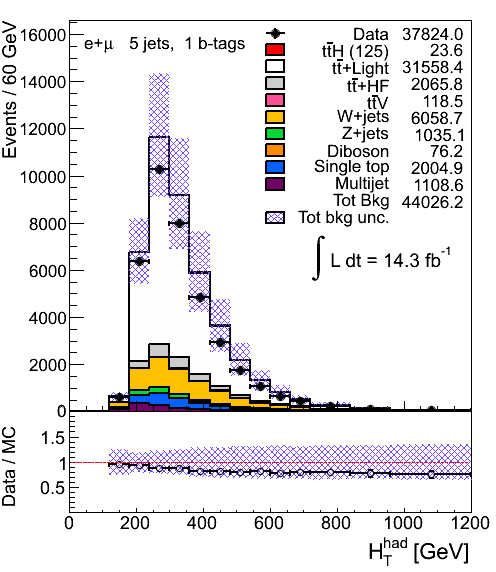 e+μ 5 jets, 1 b-tags
Data 37824.0
tt̄H (125) 23.6
tt̄+Light 31558.4
tt̄+HF 2065.8
tt̄V 118.5
W+jets 6058.7
Z+jets 1035.1
Diboson 76.2
Single top 2004.9
Multijet 1108.6
Tot Bkg 44026.2
Tot bkg unc.
∫ L dt = 14.3 fb⁻¹
Events / 60 GeV
16000
14000
12000
10000
8000
6000
4000
2000
0
Data / MC
1.5
1
0.5
0 200 400 600 800 1000 1200
H_T^had [GeV]